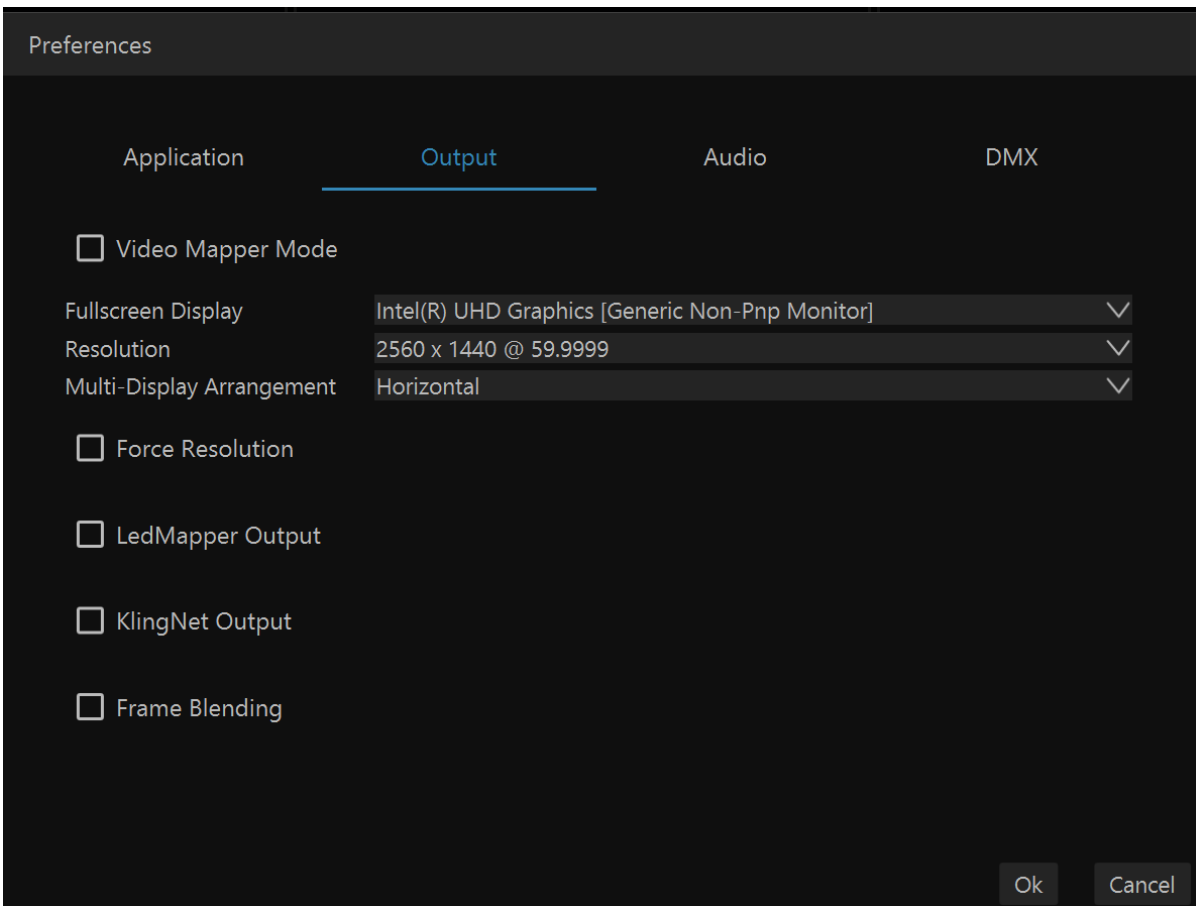 Preferences
Application Output Audio DMX
Video Mapper Mode
Fullscreen Display Intel(R) UHD Graphics [Generic Non-Pnp Monitor]
Resolution 2560 x 1440 @ 59.9999
Multi-Display Arrangement Horizontal
Force Resolution
LedMapper Output
KlingNet Output
Frame Blending
Ok Cancel